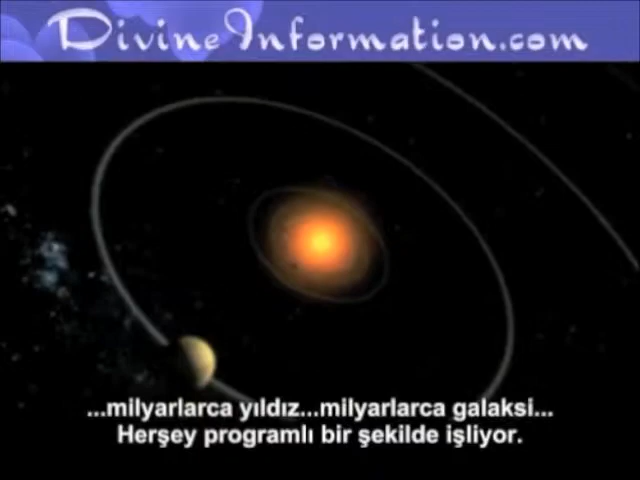 DivineInformation.com
...milyarlarca yıldız...milyarlarca galaksi...
Herşey programlı bir şekilde işliyor.